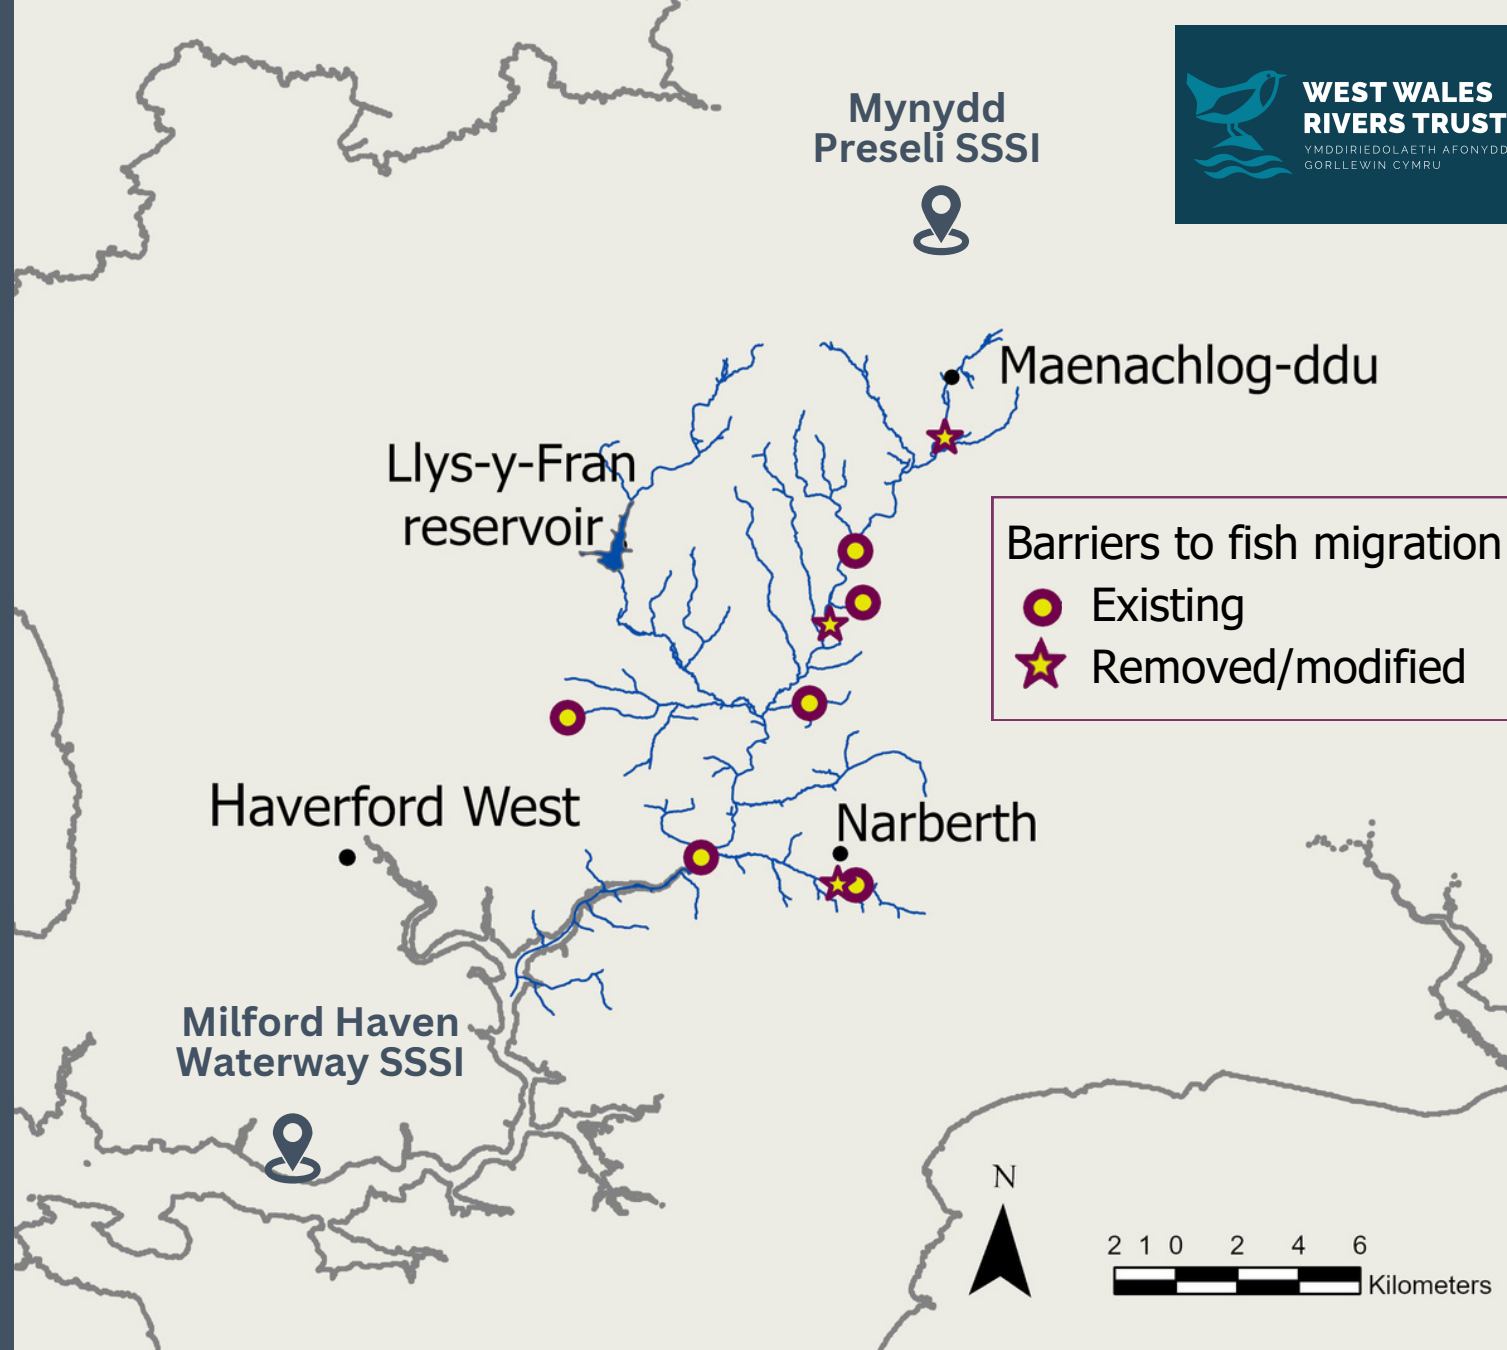 WEST WALES
RIVERS TRUST
YMDDIRIEDOLAETH AFONYDD
GORLLEWIN CYMRU
Mynydd
Preseli SSSI
Maenachlog-ddu
Llys-y-Fran
reservoir
Barriers to fish migration
Existing
Removed/modified
Haverford West
Narberth
Milford Haven
Waterway SSSI
N
2 1 0 2 4 6
Kilometers